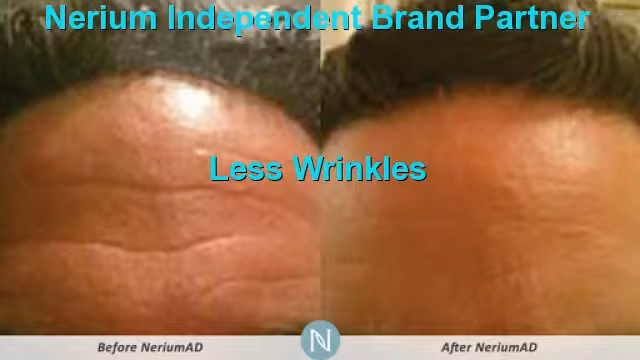 Nerium Independent Brand Partner
Less Wrinkles
Before NeriumAD
N
After NeriumAD